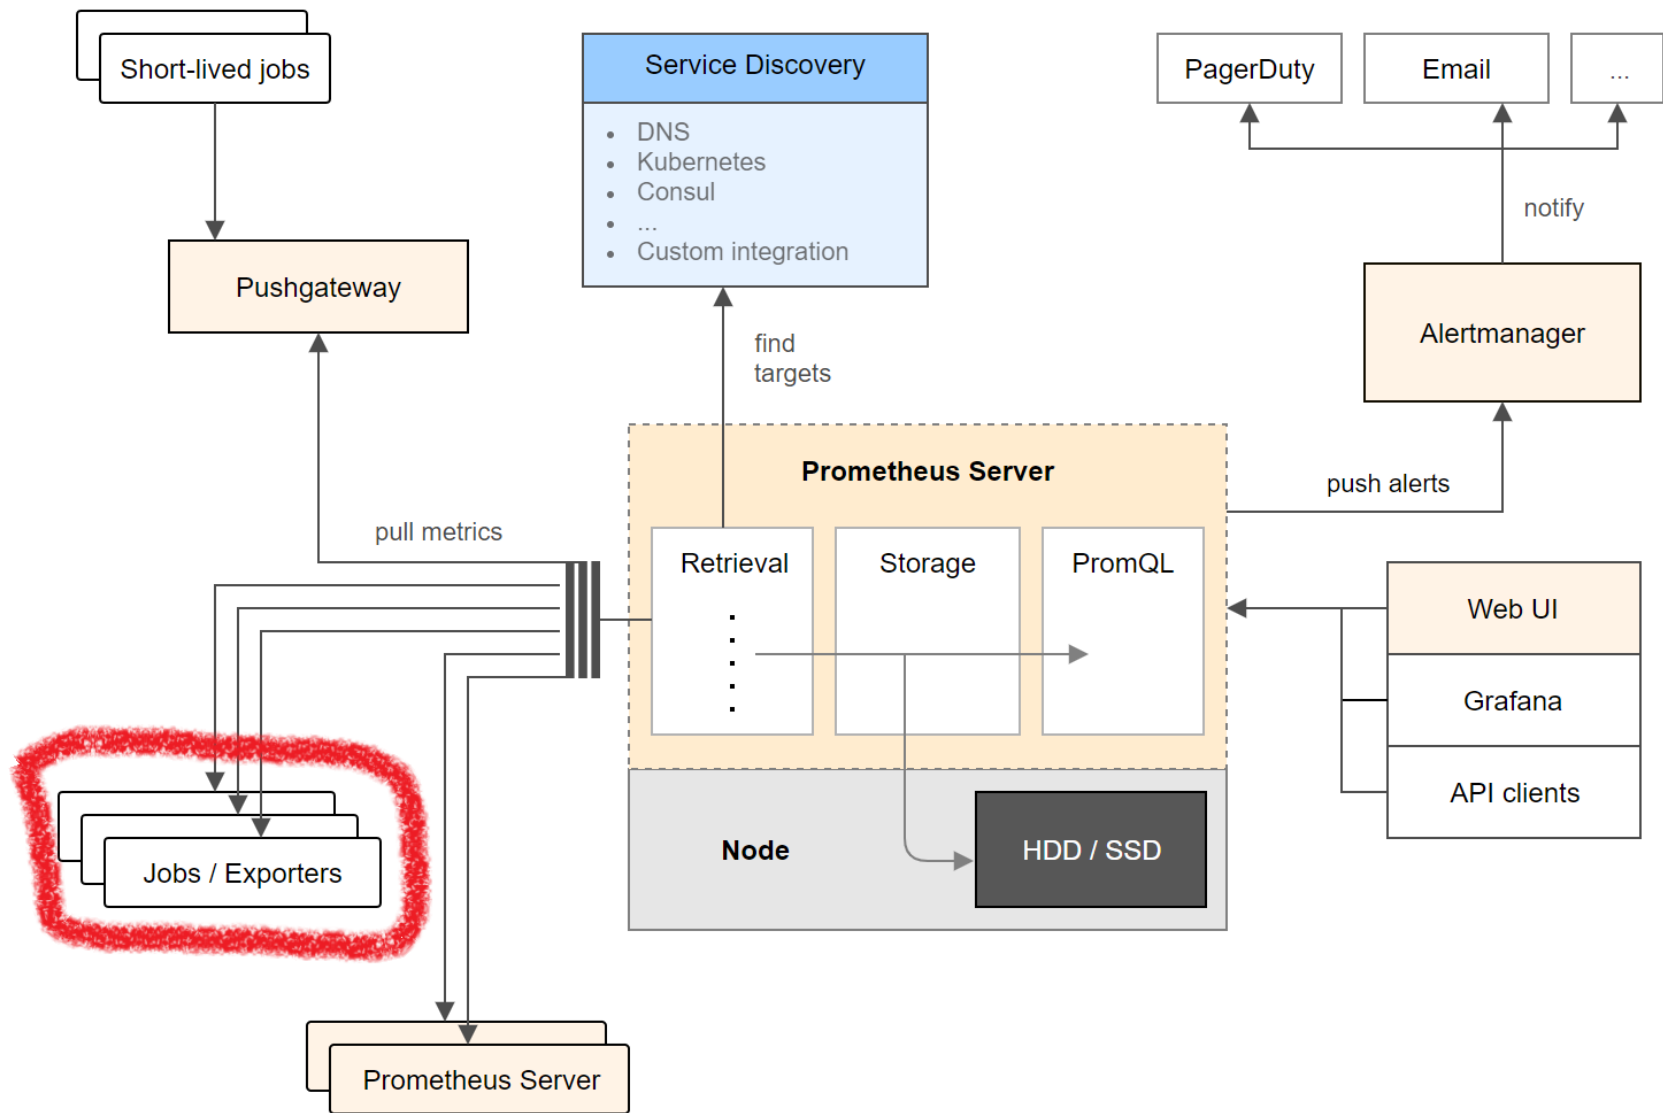 Short-lived jobs
Service Discovery
• DNS
• Kubernetes
• Consul
• ...
• Custom integration
PagerDuty
Email
...
notify
Pushgateway
Alertmanager
find
targets
Prometheus Server
push alerts
pull metrics
Retrieval
Storage
PromQL
Web UI
Grafana
API clients
Node
HDD / SSD
Jobs / Exporters
Prometheus Server